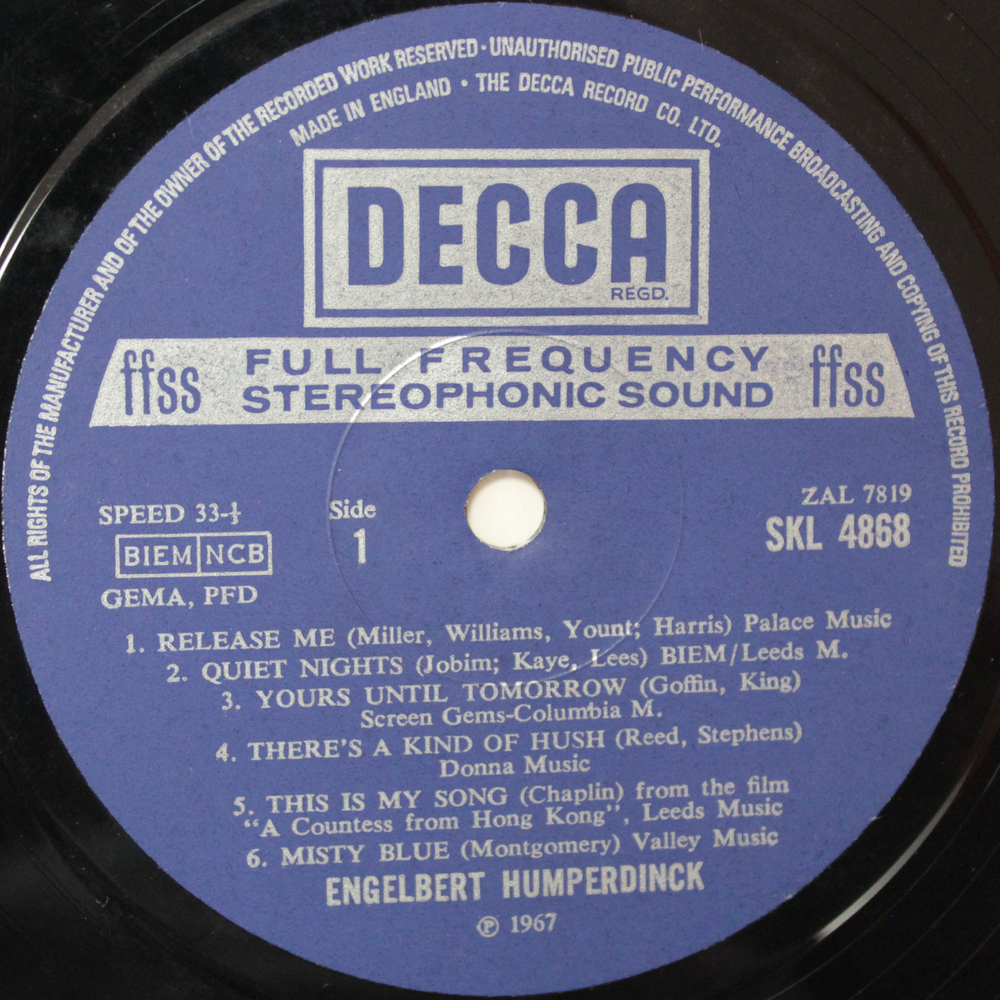 ALL RIGHTS OF THE MANUFACTURER AND OF THE OWNER OF THE RECORDED WORK RESERVED · UNAUTHORISED PUBLIC PERFORMANCE BROADCASTING AND COPYING OF THIS RECORD PROHIBITED
MADE IN ENGLAND • THE DECCA RECORD CO. LTD.
DECCA
REGD.
ffss FULL FREQUENCY ffss
STEREOPHONIC SOUND
SPEED 33-⅓ Side ZAL 7819
BIEM NCB 1 SKL 4868
GEMA, PFD
1. RELEASE ME (Miller, Williams, Yount; Harris) Palace Music
2. QUIET NIGHTS (Jobim; Kaye, Lees) BIEM/Leeds M.
3. YOURS UNTIL TOMORROW (Goffin, King)
Screen Gems-Columbia M.
4. THERE'S A KIND OF HUSH (Reed, Stephens)
Donna Music
5. THIS IS MY SONG (Chaplin) from the film
“A Countess from Hong Kong”, Leeds Music
6. MISTY BLUE (Montgomery) Valley Music
ENGELBERT HUMPERDINCK
℗ 1967